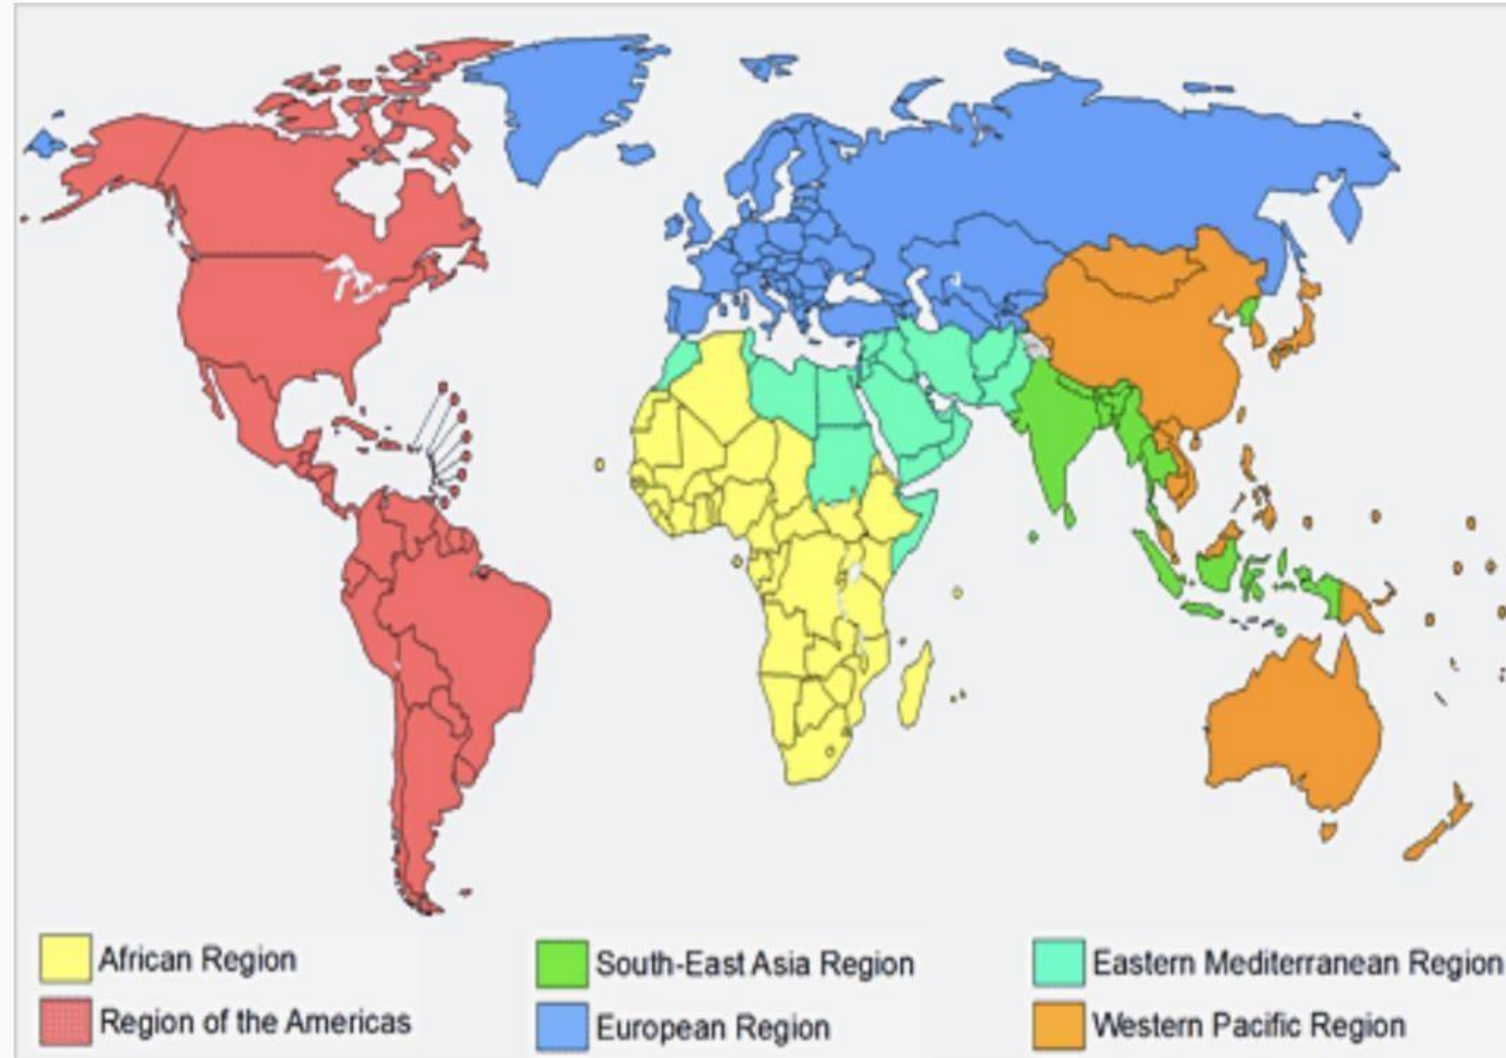 African Region
South-East Asia Region
Eastern Mediterranean Region
Region of the Americas
European Region
Western Pacific Region